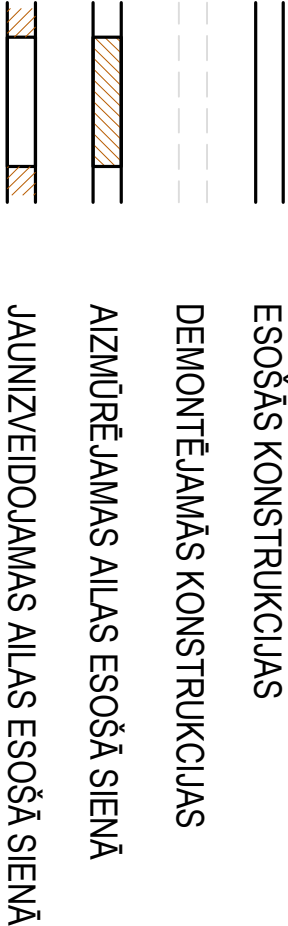 ESOŠĀS KONSTRUKCIJAS
DEMONTĒJAMĀS KONSTRUKCIJAS
AIZMŪRĒJAMAS AILAS ESOŠĀ SIENĀ
JAUNIZVEIDOJAMAS AILAS ESOŠĀ SIENĀ